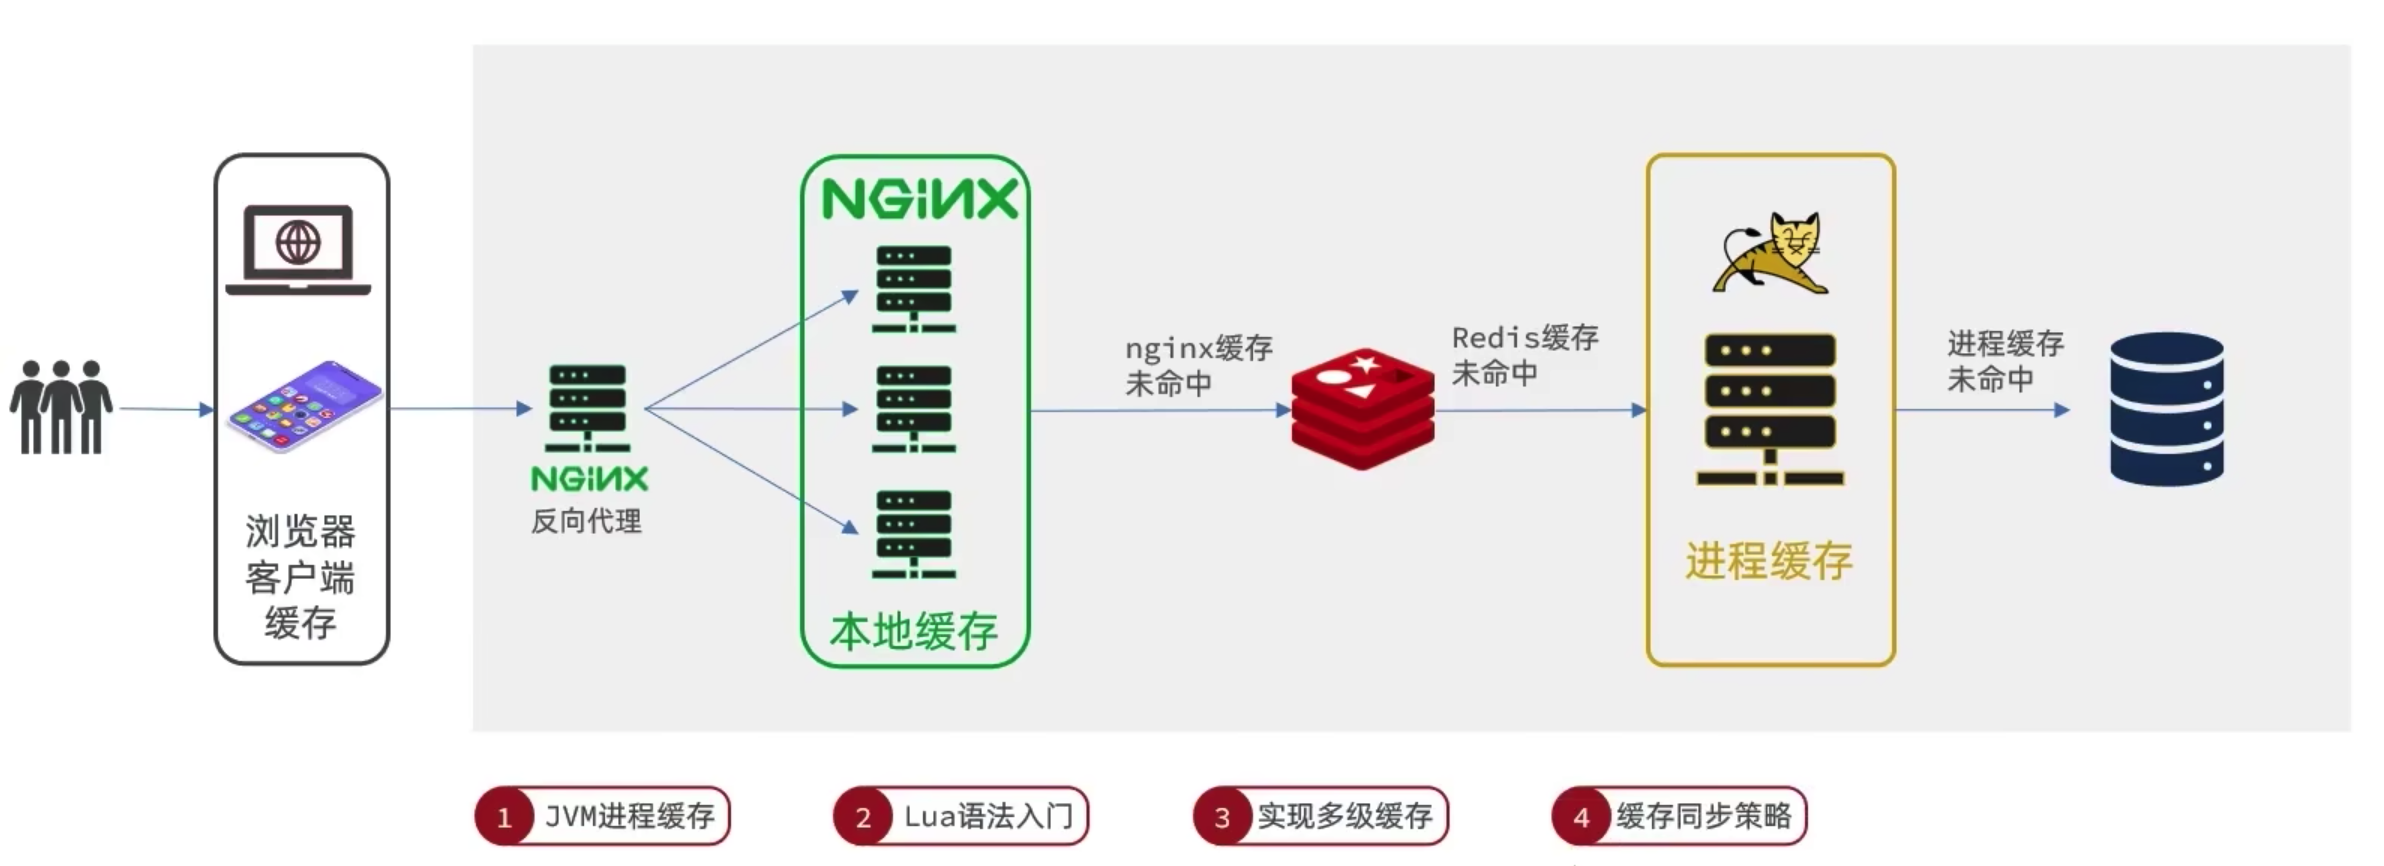 浏览器
客户端
缓存
NGINX
反向代理
NGINX
本地缓存
nginx缓存
未命中
Redis缓存
未命中
进程缓存
进程缓存
未命中
1 JVM进程缓存
2 Lua语法入门
3 实现多级缓存
4 缓存同步策略